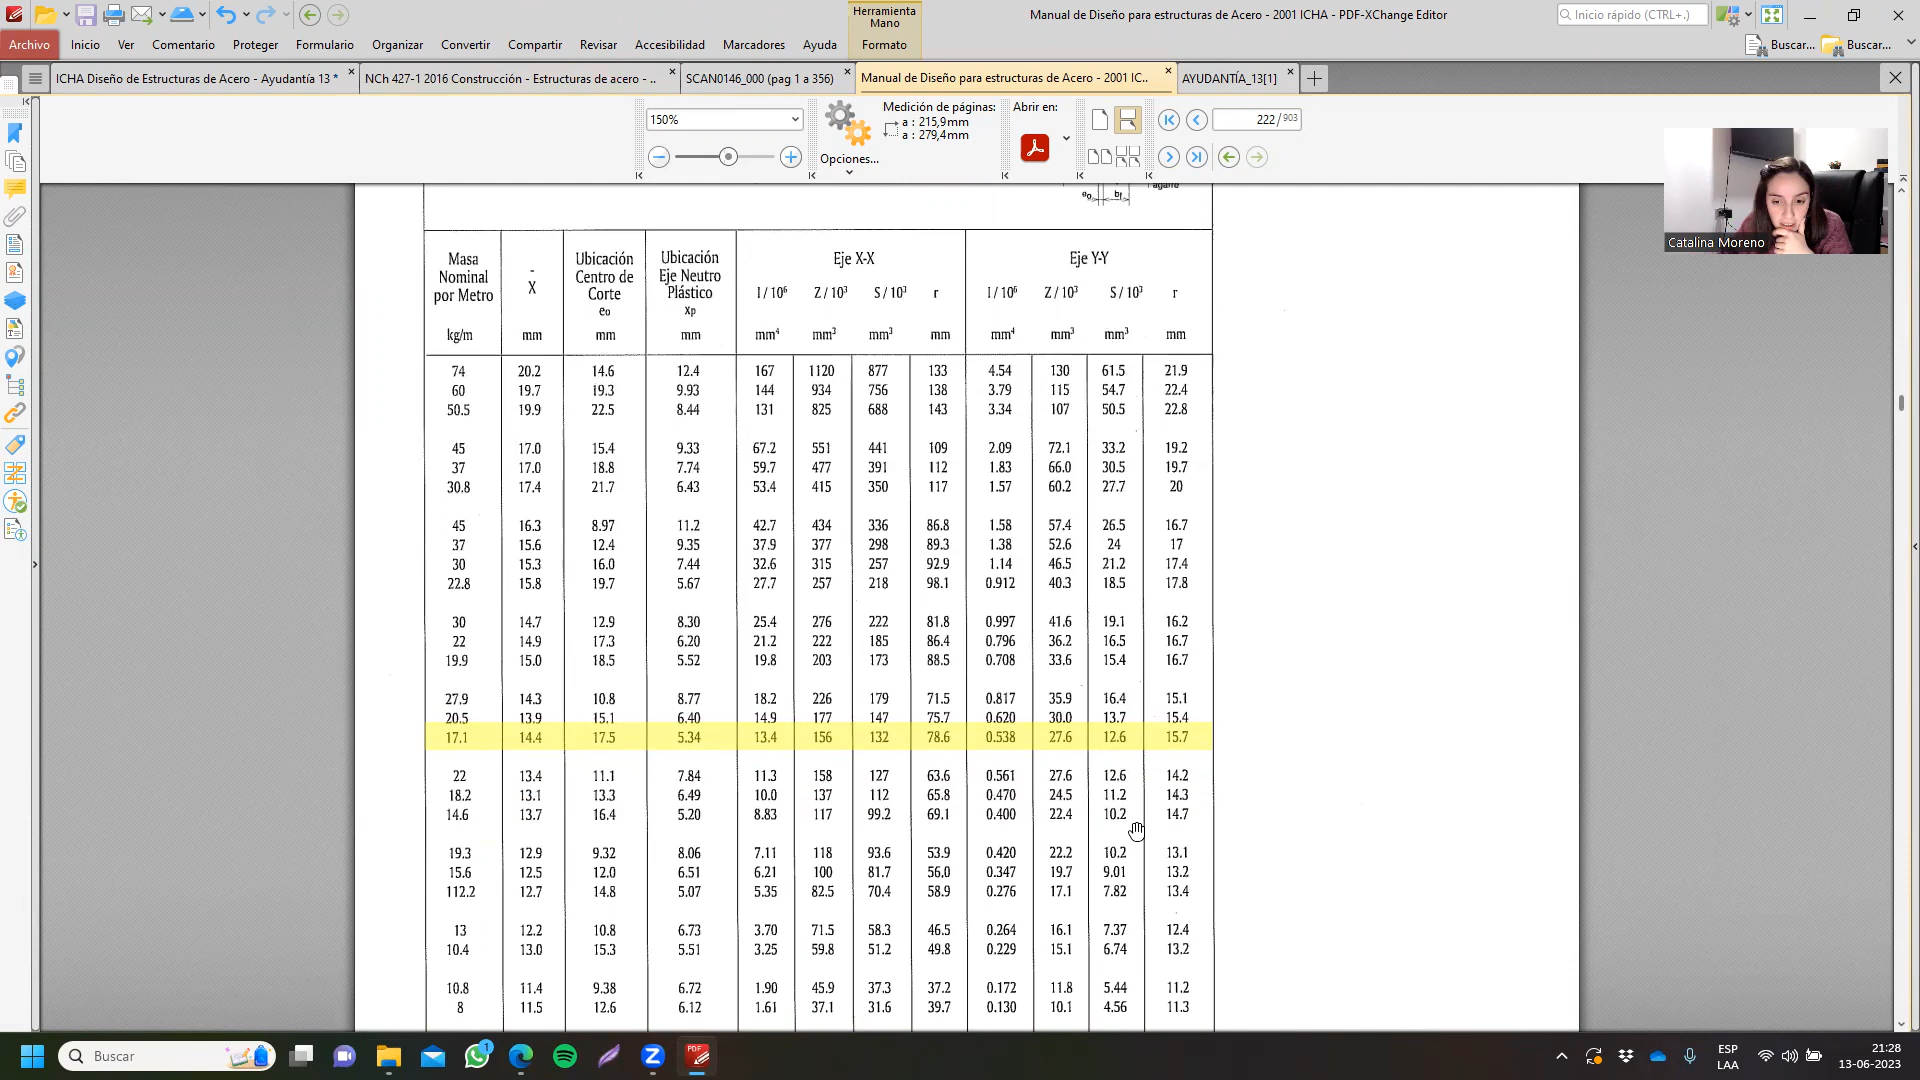 Herramienta
Mano
Manual de Diseño para estructuras de Acero - 2001 ICHA - PDF-XChange Editor
Inicio rápido (CTRL+.)
Archivo Inicio Ver Comentario Proteger Formulario Organizar Convertir Compartir Revisar Accesibilidad Marcadores Ayuda Formato Buscar... Buscar...
ICHA Diseño de Estructuras de Acero - Ayudantía 13 * NCh 427-1 2016 Construcción - Estructuras de acero - .. SCAN0146_000 (pag 1 a 356) Manual de Diseño para estructuras de Acero - 2001 IC.. AYUDANTÍA_13[1]
150%
Opciones...
Medición de páginas:
a : 215,9mm
a : 279,4mm
Abrir en:
222 / 903
Catalina Moreno
agarre
e₀ bf
Masa Nominal por Metro kg/m
- X mm
Ubicación Centro de Corte e₀ mm
Ubicación Eje Neutro Plástico xp mm
Eje X-X
I / 10⁶ mm⁴ Z / 10³ mm³ S / 10³ mm³ r mm
Eje Y-Y
I / 10⁶ mm⁴ Z / 10³ mm³ S / 10³ mm³ r mm
74 20.2 14.6 12.4 167 1120 877 133 4.54 130 61.5 21.9
60 19.7 19.3 9.93 144 934 756 138 3.79 115 54.7 22.4
50.5 19.9 22.5 8.44 131 825 688 143 3.34 107 50.5 22.8
45 17.0 15.4 9.33 67.2 551 441 109 2.09 72.1 33.2 19.2
37 17.0 18.8 7.74 59.7 477 391 112 1.83 66.0 30.5 19.7
30.8 17.4 21.7 6.43 53.4 415 350 117 1.57 60.2 27.7 20
45 16.3 8.97 11.2 42.7 434 336 86.8 1.58 57.4 26.5 16.7
37 15.6 12.4 9.35 37.9 377 298 89.3 1.38 52.6 24 17
30 15.3 16.0 7.44 32.6 315 257 92.9 1.14 46.5 21.2 17.4
22.8 15.8 19.7 5.67 27.7 257 218 98.1 0.912 40.3 18.5 17.8
30 14.7 12.9 8.30 25.4 276 222 81.8 0.997 41.6 19.1 16.2
22 14.9 17.3 6.20 21.2 222 185 86.4 0.796 36.2 16.5 16.7
19.9 15.0 18.5 5.52 19.8 203 173 88.5 0.708 33.6 15.4 16.7
27.9 14.3 10.8 8.77 18.2 226 179 71.5 0.817 35.9 16.4 15.1
20.5 13.9 15.1 6.40 14.9 177 147 75.7 0.620 30.0 13.7 15.4
17.1 14.4 17.5 5.34 13.4 156 132 78.6 0.538 27.6 12.6 15.7
22 13.4 11.1 7.84 11.3 158 127 63.6 0.561 27.6 12.6 14.2
18.2 13.1 13.3 6.49 10.0 137 112 65.8 0.470 24.5 11.2 14.3
14.6 13.7 16.4 5.20 8.83 117 99.2 69.1 0.400 22.4 10.2 14.7
19.3 12.9 9.32 8.06 7.11 118 93.6 53.9 0.420 22.2 10.2 13.1
15.6 12.5 12.0 6.51 6.21 100 81.7 56.0 0.347 19.7 9.01 13.2
112.2 12.7 14.8 5.07 5.35 82.5 70.4 58.9 0.276 17.1 7.82 13.4
13 12.2 10.8 6.73 3.70 71.5 58.3 46.5 0.264 16.1 7.37 12.4
10.4 13.0 15.3 5.51 3.25 59.8 51.2 49.8 0.229 15.1 6.74 13.2
10.8 11.4 9.38 6.72 1.90 45.9 37.3 37.2 0.172 11.8 5.44 11.2
8 11.5 12.6 6.12 1.61 37.1 31.6 39.7 0.130 10.1 4.56 11.3
Buscar
1
PDF
ESP
LAA
21:28
13-06-2023